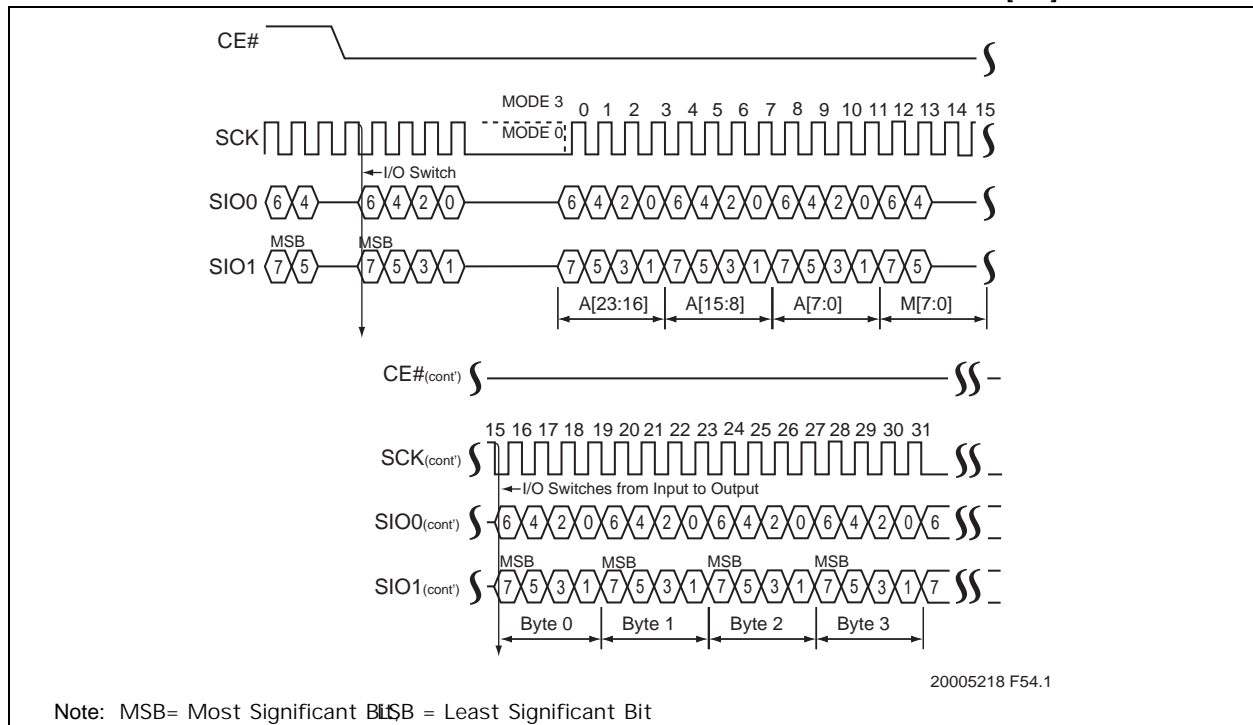 CE#
MODE 3
0 1 2 3 4 5 6 7 8 9 10 11 12 13 14 15
SCK
MODE 0
I/O Switch
SIO0 6 4 6 4 2 0 6 4 2 0 6 4 2 0 6 4 2 0 6 4
MSB MSB
SIO1 7 5 7 5 3 1 7 5 3 1 7 5 3 1 7 5 3 1 7 5
A[23:16] A[15:8] A[7:0] M[7:0]
CE#(cont')
15 16 17 18 19 20 21 22 23 24 25 26 27 28 29 30 31
SCK(cont')
I/O Switches from Input to Output
SIO0(cont') 6 4 2 0 6 4 2 0 6 4 2 0 6 4 2 0 6
MSB MSB MSB MSB
SIO1(cont') 7 5 3 1 7 5 3 1 7 5 3 1 7 5 3 1 7
Byte 0 Byte 1 Byte 2 Byte 3
20005218 F54.1
Note: MSB= Most Significant Bit, LSB = Least Significant Bit